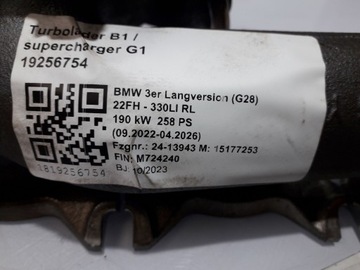 Turbolader B1 /
supercharger G1
19256754
BMW 3er Langversion (G28)
22FH - 330LI RL
190 kW 258 PS
(09.2022-04.2026)
Fzgnr.: 24-13943 M: 15177253
FIN: M724240
BJ: 10/2023
1819256754